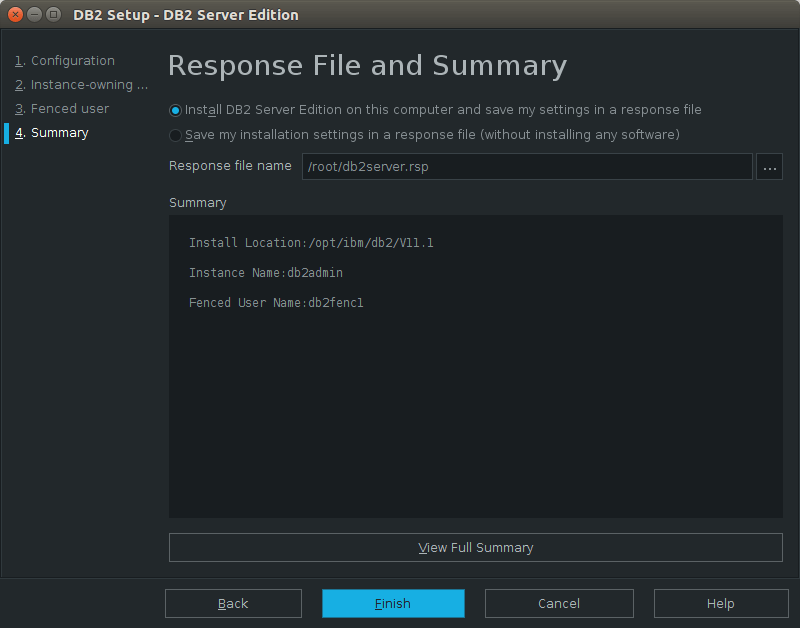 DB2 Setup - DB2 Server Edition
1. Configuration
2. Instance-owning ...
3. Fenced user
4. Summary
Response File and Summary
Install DB2 Server Edition on this computer and save my settings in a response file
Save my installation settings in a response file (without installing any software)
Response file name /root/db2server.rsp ...
Summary
Install Location:/opt/ibm/db2/V11.1
Instance Name:db2admin
Fenced User Name:db2fenc1
View Full Summary
Back Finish Cancel Help